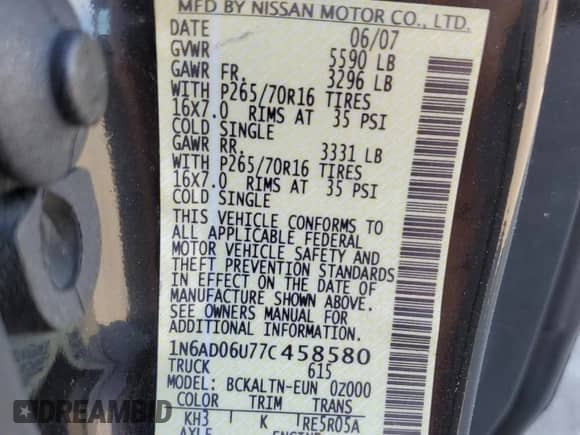 MFD BY NISSAN MOTOR CO., LTD.
DATE 06/07
GVWR 5590 LB
GAWR FR. 3296 LB
WITH P265/70R16 TIRES
16X7.0 RIMS AT 35 PSI
COLD SINGLE
GAWR RR. 3331 LB
WITH P265/70R16 TIRES
16X7.0 RIMS AT 35 PSI
COLD SINGLE
THIS VEHICLE CONFORMS TO
ALL APPLICABLE FEDERAL
MOTOR VEHICLE SAFETY AND
THEFT PREVENTION STANDARDS
IN EFFECT ON THE DATE OF
MANUFACTURE SHOWN ABOVE.
SEE OWNERS MANUAL FOR
ADDITIONAL INFORMATION.
1N6AD06U77C458580
TRUCK 615
MODEL: BCKALTN-EUN 0Z000
COLOR TRIM TRANS
KH3 K RE5R05A
AXLE ENGINE
DREAMBID